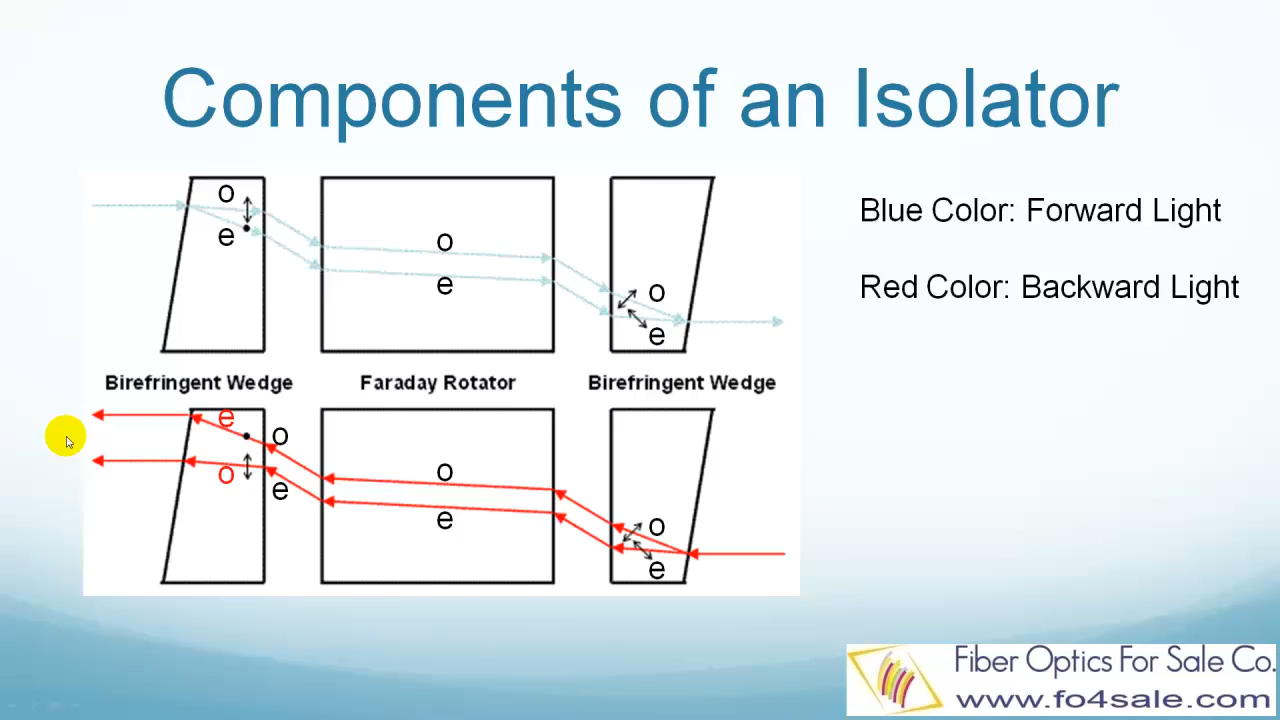 Components of an Isolator
Blue Color: Forward Light
Red Color: Backward Light
o
e
o
e
o
e
Birefringent Wedge
Faraday Rotator
Birefringent Wedge
e
o
o
e
o
e
o
e
Fiber Optics For Sale Co.
www.fo4sale.com